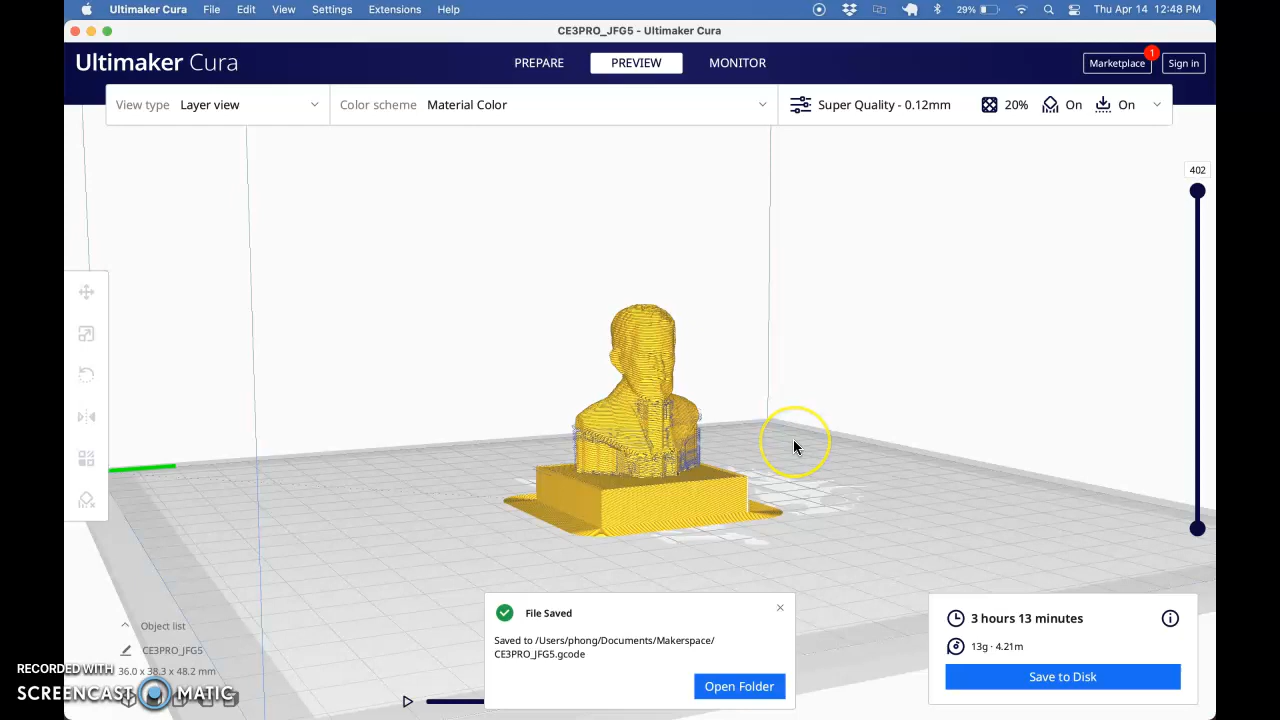 Ultimaker Cura File Edit View Settings Extensions Help 29% Thu Apr 14 12:48 PM
CE3PRO_JFG5 - Ultimaker Cura
Ultimaker Cura PREPARE PREVIEW MONITOR Marketplace 1 Sign in
View type Layer view Color scheme Material Color Super Quality - 0.12mm 20% On On
402
File Saved
Saved to /Users/phong/Documents/Makerspace/
CE3PRO_JFG5.gcode
Open Folder
3 hours 13 minutes
13g · 4.21m
Save to Disk
Object list
CE3PRO_JFG5
36.0 x 38.3 x 48.2 mm
RECORDED WITH
SCREENCAST MATIC